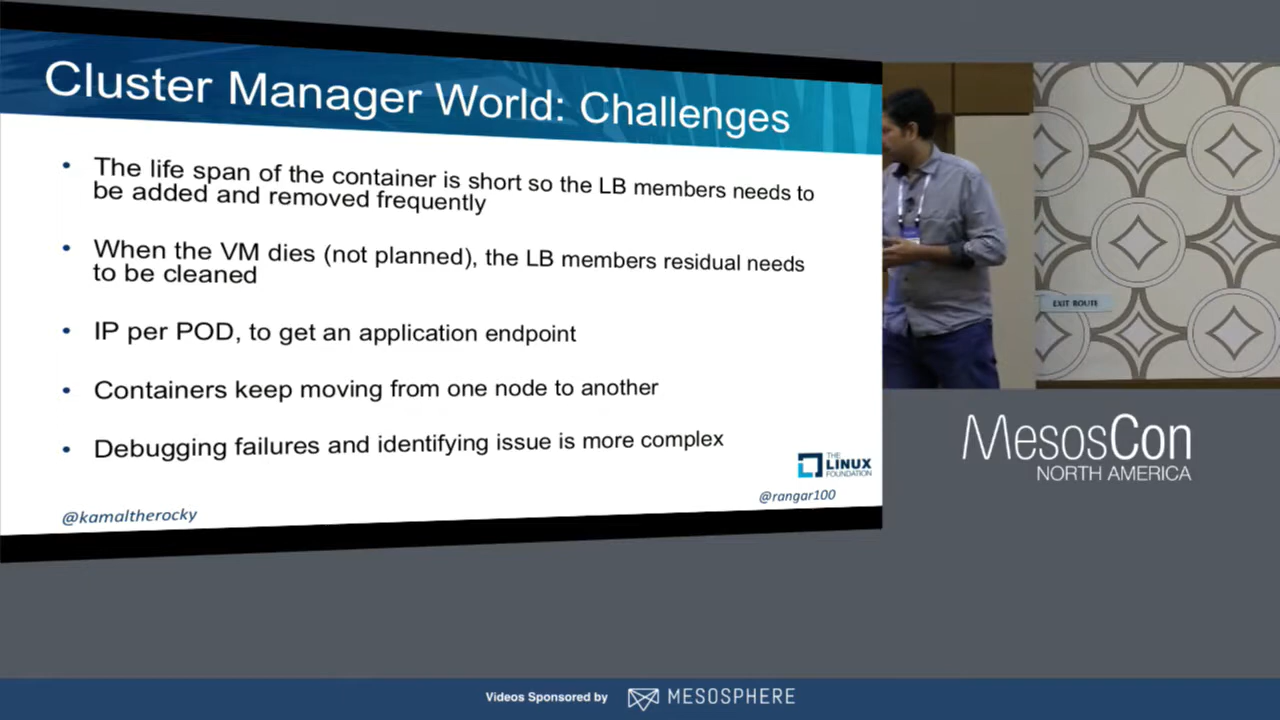 Cluster Manager World: Challenges
• The life span of the container is short so the LB members needs to
be added and removed frequently
• When the VM dies (not planned), the LB members residual needs
to be cleaned
• IP per POD, to get an application endpoint
• Containers keep moving from one node to another
• Debugging failures and identifying issue is more complex
THE
LINUX
FOUNDATION
@kamaltherocky
@rangar100
EXIT ROUTE
MesosCon
NORTH AMERICA
Videos Sponsored by
MESOSPHERE